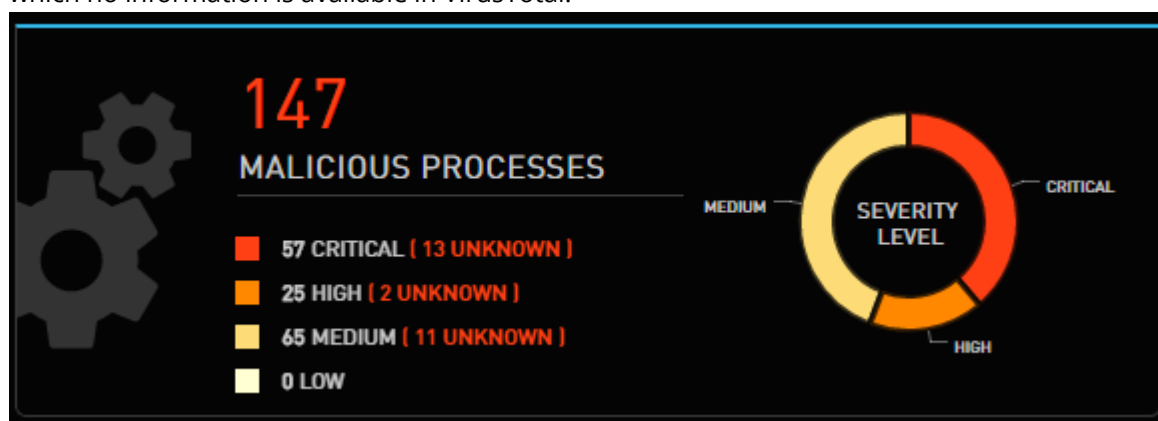 which no information is available in VirusTotal.
147
MALICIOUS PROCESSES
57 CRITICAL ( 13 UNKNOWN )
25 HIGH ( 2 UNKNOWN )
65 MEDIUM ( 11 UNKNOWN )
0 LOW
MEDIUM
SEVERITY
LEVEL
CRITICAL
HIGH